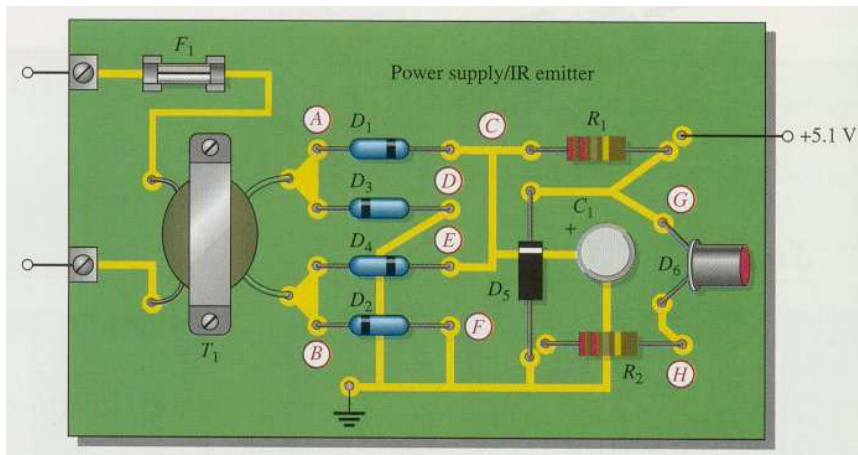 F1
Power supply/IR emitter
A
D1
C
R1
+5.1 V
D3
D
G
C1
+
D4
E
D6
D5
D2
F
T1
B
R2
H